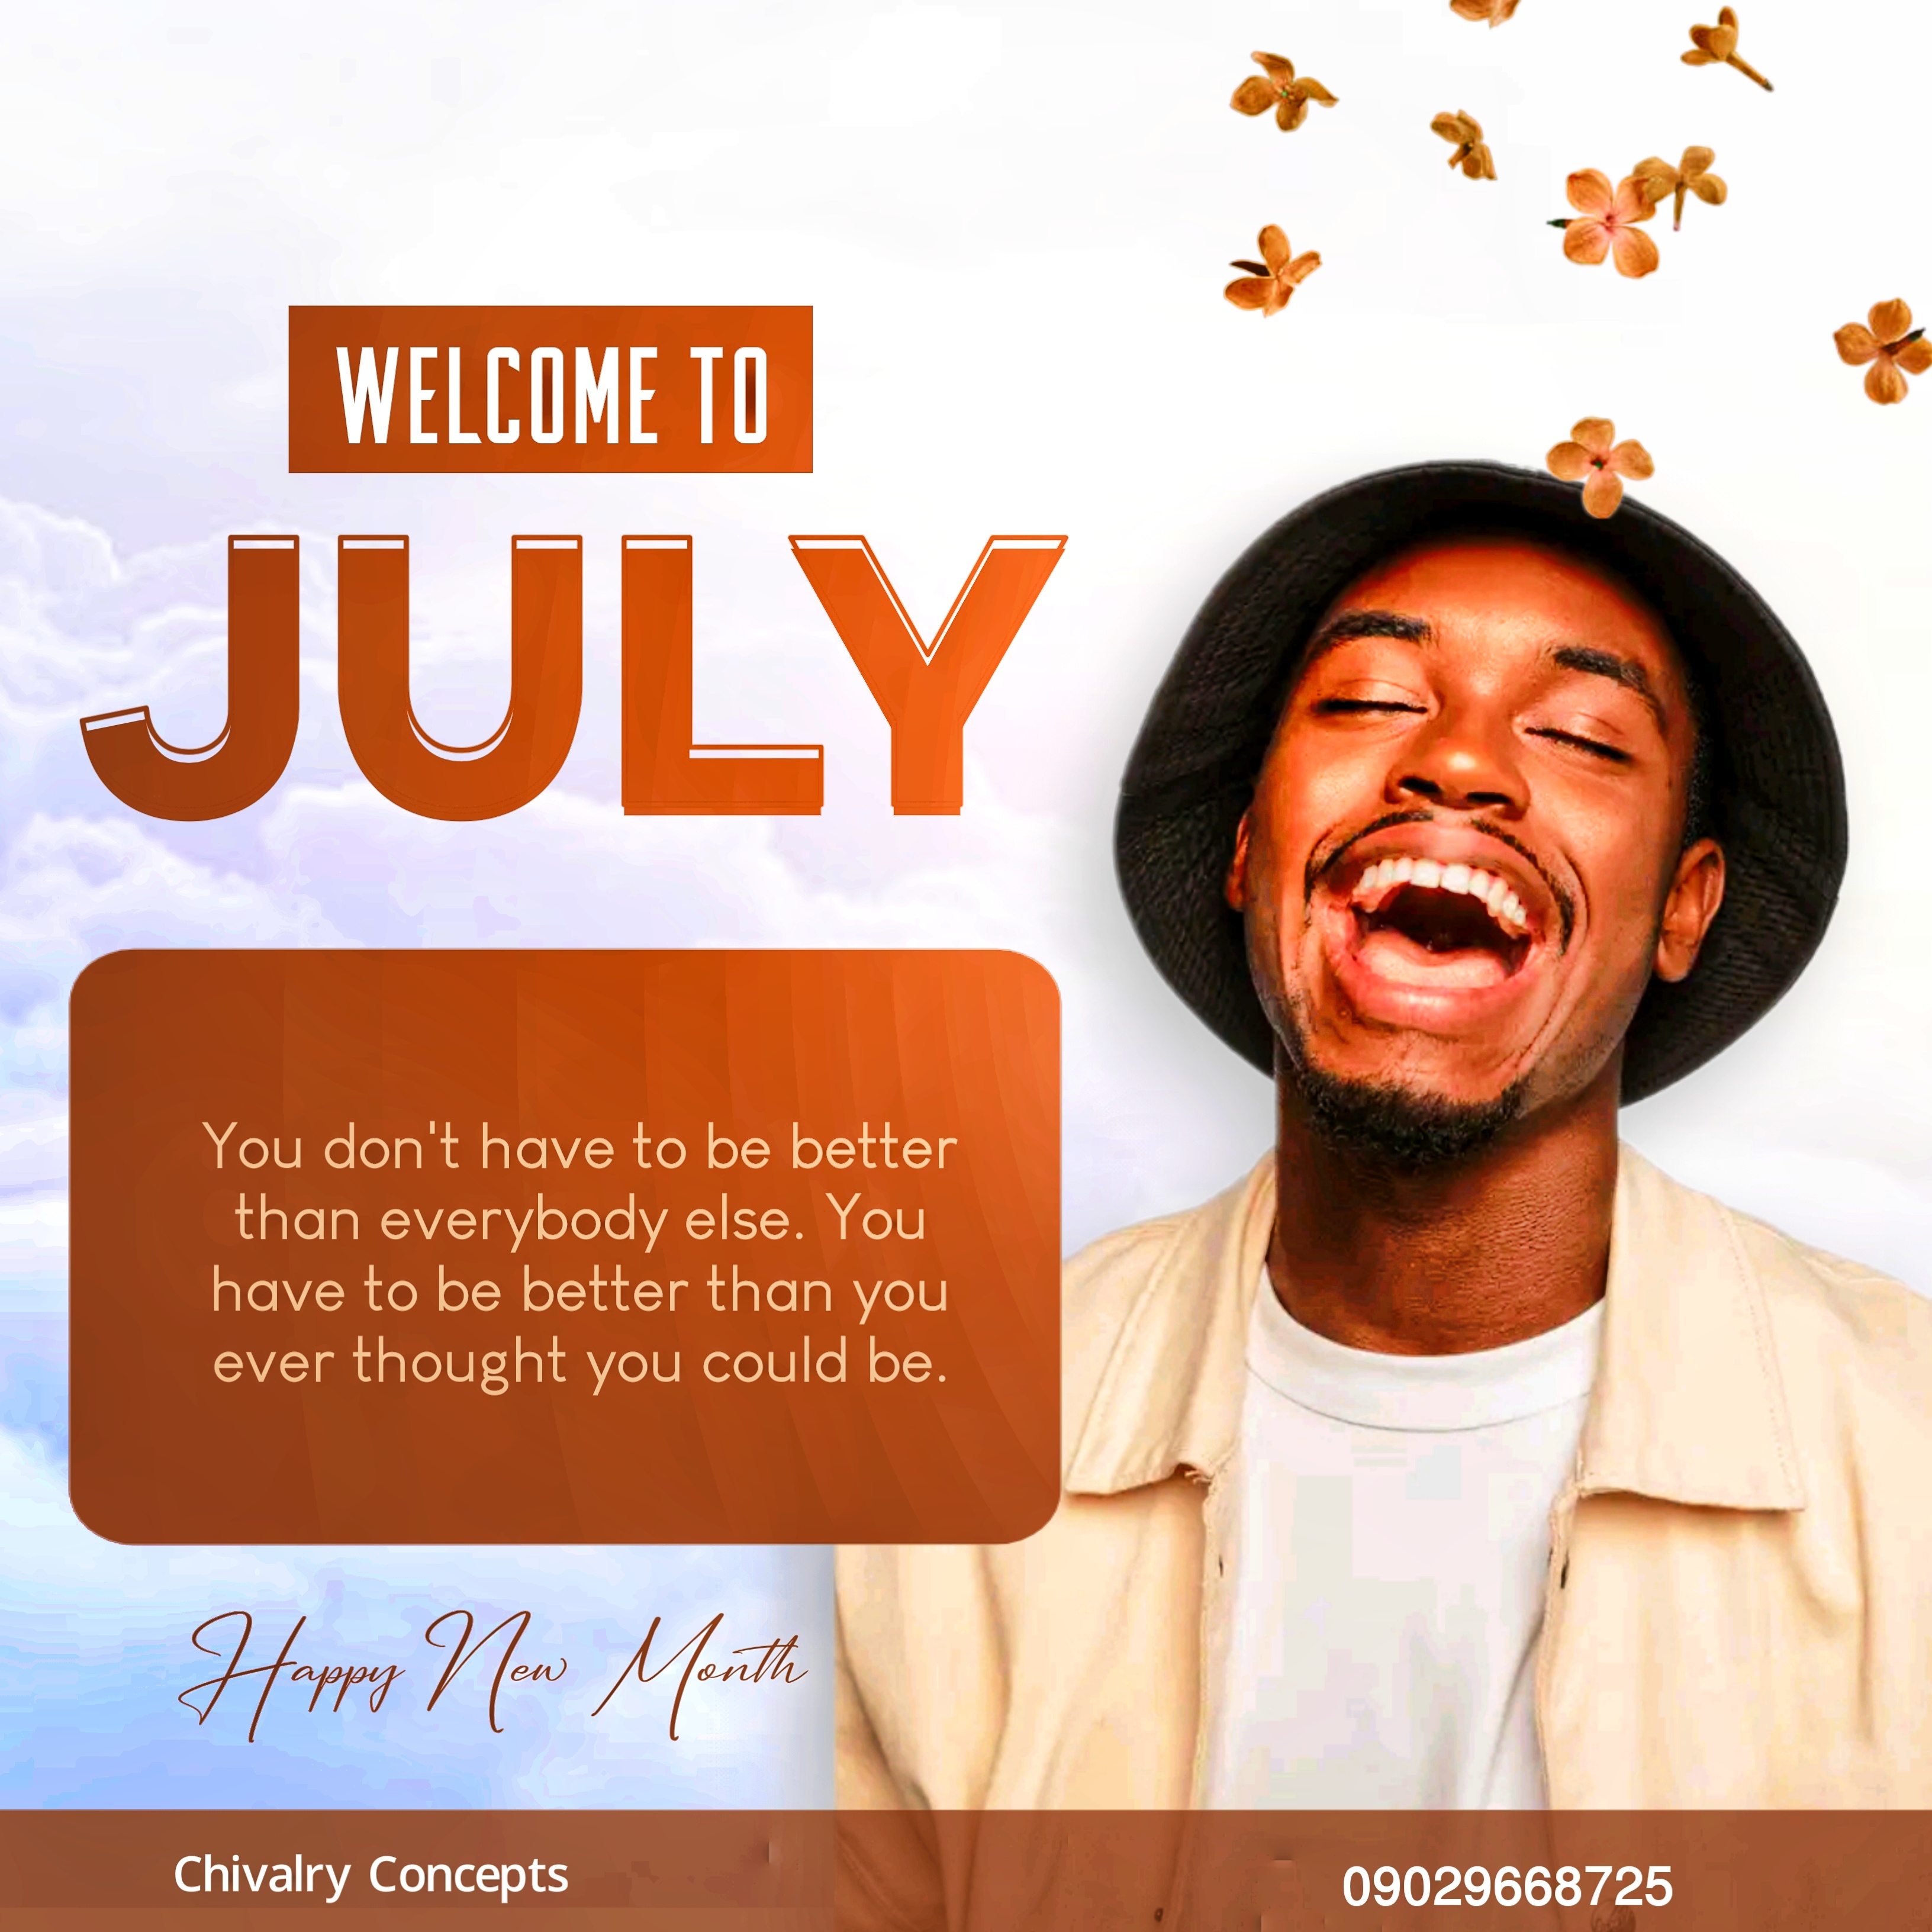 WELCOME TO
JULY
You don't have to be better
than everybody else. You
have to be better than you
ever thought you could be.
Happy New Month
Chivalry Concepts
09029668725